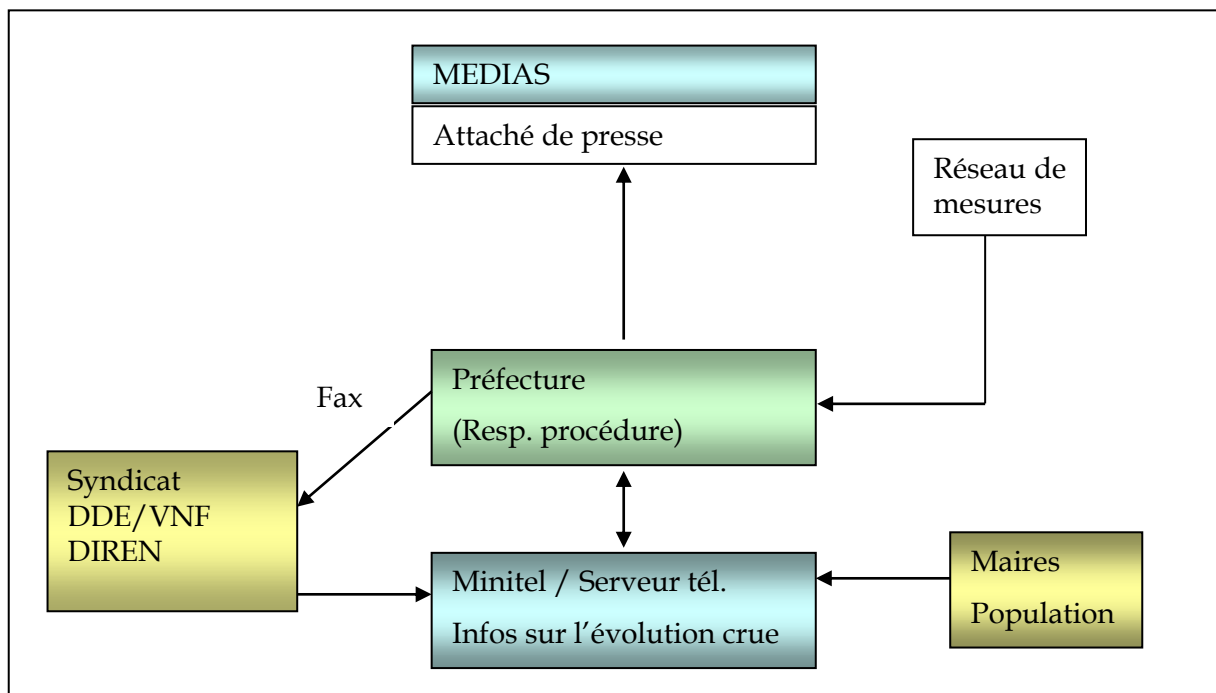 MEDIAS
Attaché de presse
Réseau de
mesures
Préfecture
(Resp. procédure)
Fax
Syndicat
DDE/VNF
DIREN
Minitel / Serveur tél.
Infos sur l’évolution crue
Maires
Population